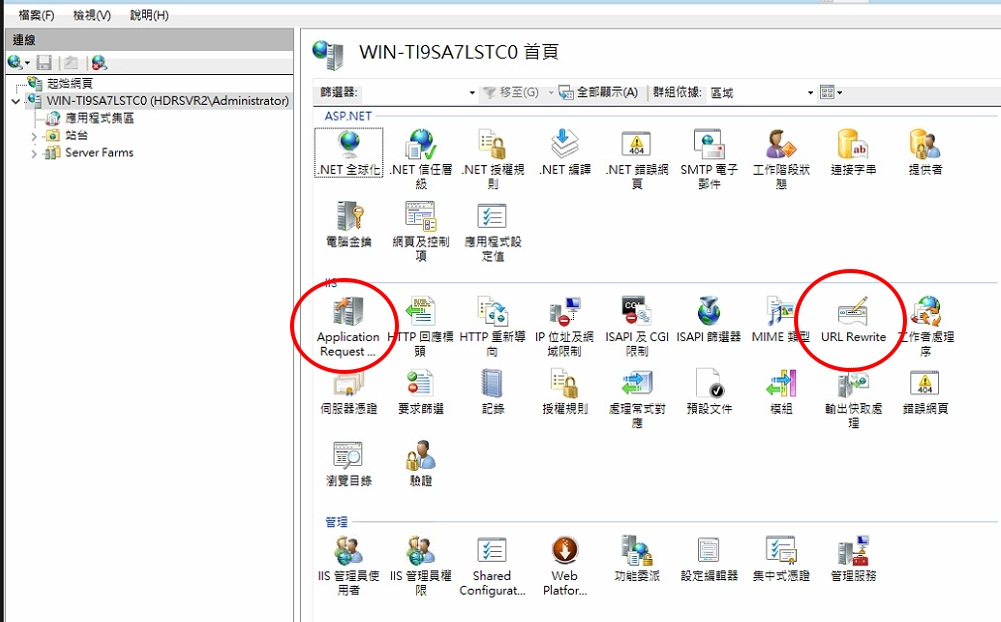 檔案(F) 檢視(V) 說明(H)
連線
起始網頁
WIN-TI9SA7LSTC0 (HDRSVR2\Administrator)
應用程式集區
站台
Server Farms
WIN-TI9SA7LSTC0 首頁
篩選器: 移至(G) 全部顯示(A) 群組依據: 區域
ASP.NET
.NET 全球化
.NET 信任層
級
.NET 授權規
則
.NET 編譯
.NET 錯誤網
頁
SMTP 電子
郵件
工作階段狀
態
連接字串
提供者
電腦金鑰
網頁及控制
項
應用程式設
定值
IIS
Application
Request ...
HTTP 回應標
頭
HTTP 重新導
向
IP 位址及網
域限制
ISAPI 及 CGI
限制
ISAPI 篩選器
MIME 類型
URL Rewrite
工作者處理
序
伺服器憑證
要求篩選
記錄
授權規則
處理常式對
應
預設文件
模組
輸出快取處
理
錯誤網頁
瀏覽目錄
驗證
管理
IIS 管理員使
用者
IIS 管理員權
限
Shared
Configurat...
Web
Platfor...
功能委派
設定編輯器
集中式憑證
管理服務